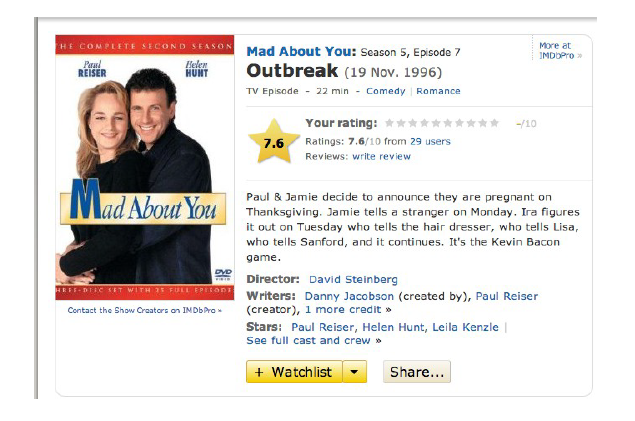 THE COMPLETE SECOND SEASON
Paul REISER
Helen HUNT
Mad About You
DVD VIDEO
THREE-DISC SET WITH 25 FULL EPISODES
Contact the Show Creators on IMDbPro »
Mad About You: Season 5, Episode 7
More at
IMDbPro »
Outbreak (19 Nov. 1996)
TV Episode - 22 min - Comedy | Romance
Your rating: -/10
7.6
Ratings: 7.6/10 from 29 users
Reviews: write review
Paul & Jamie decide to announce they are pregnant on
Thanksgiving. Jamie tells a stranger on Monday. Ira figures
it out on Tuesday who tells the hair dresser, who tells Lisa,
who tells Sanford, and it continues. It's the Kevin Bacon
game.
Director: David Steinberg
Writers: Danny Jacobson (created by), Paul Reiser
(creator), 1 more credit »
Stars: Paul Reiser, Helen Hunt, Leila Kenzle |
See full cast and crew »
+ Watchlist
Share...